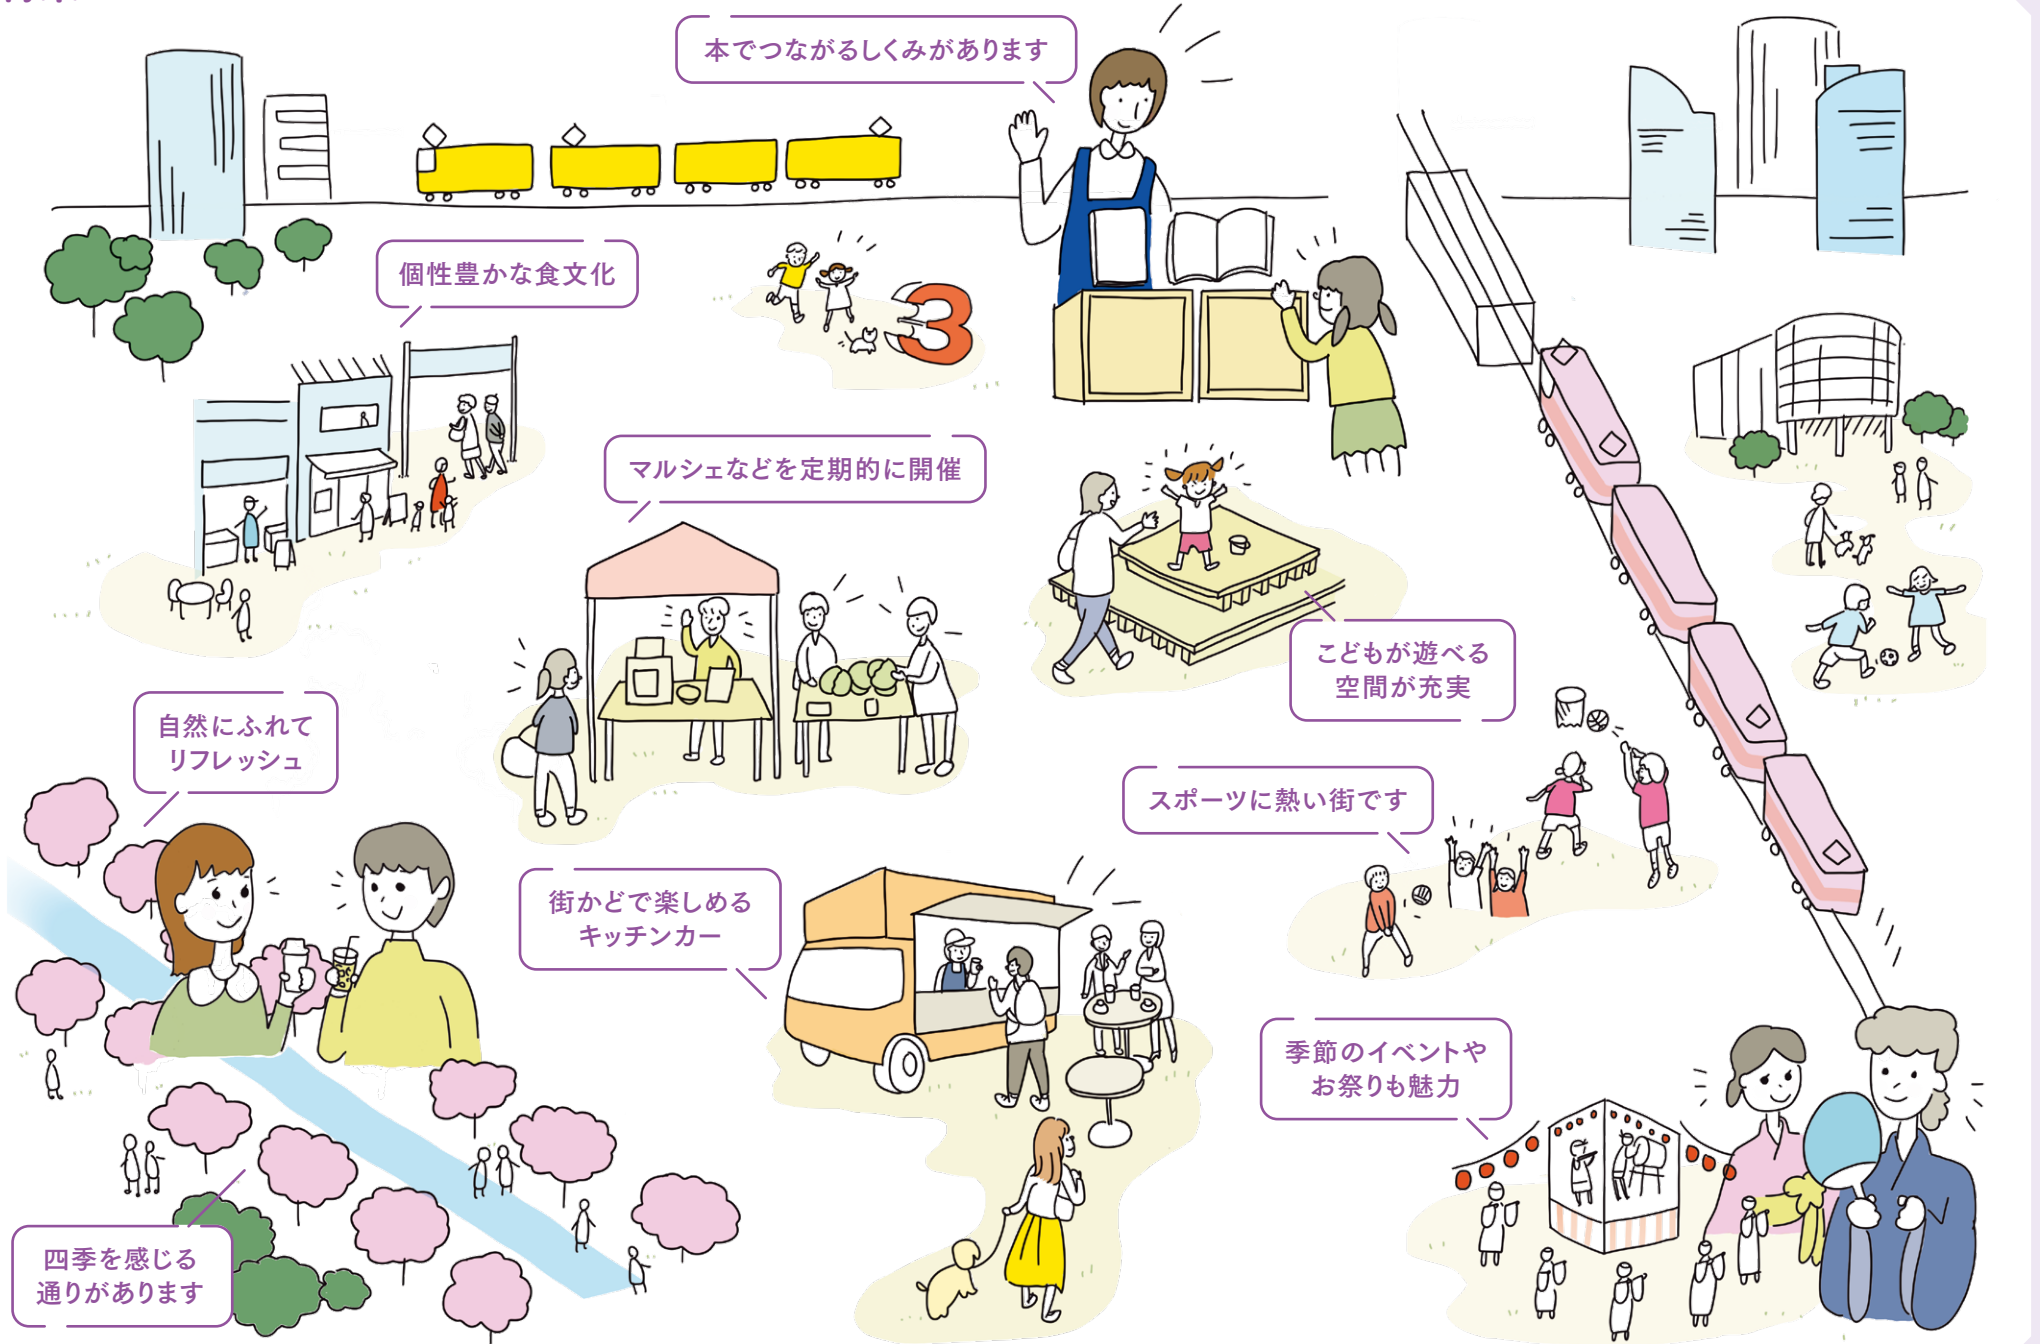 本でつながるしくみがあります
個性豊かな食文化
3
マルシェなどを定期的に開催
こどもが遊べる
空間が充実
自然にふれて
リフレッシュ
スポーツに熱い街です
街かどで楽しめる
キッチンカー
季節のイベントや
お祭りも魅力
四季を感じる
通りがあります